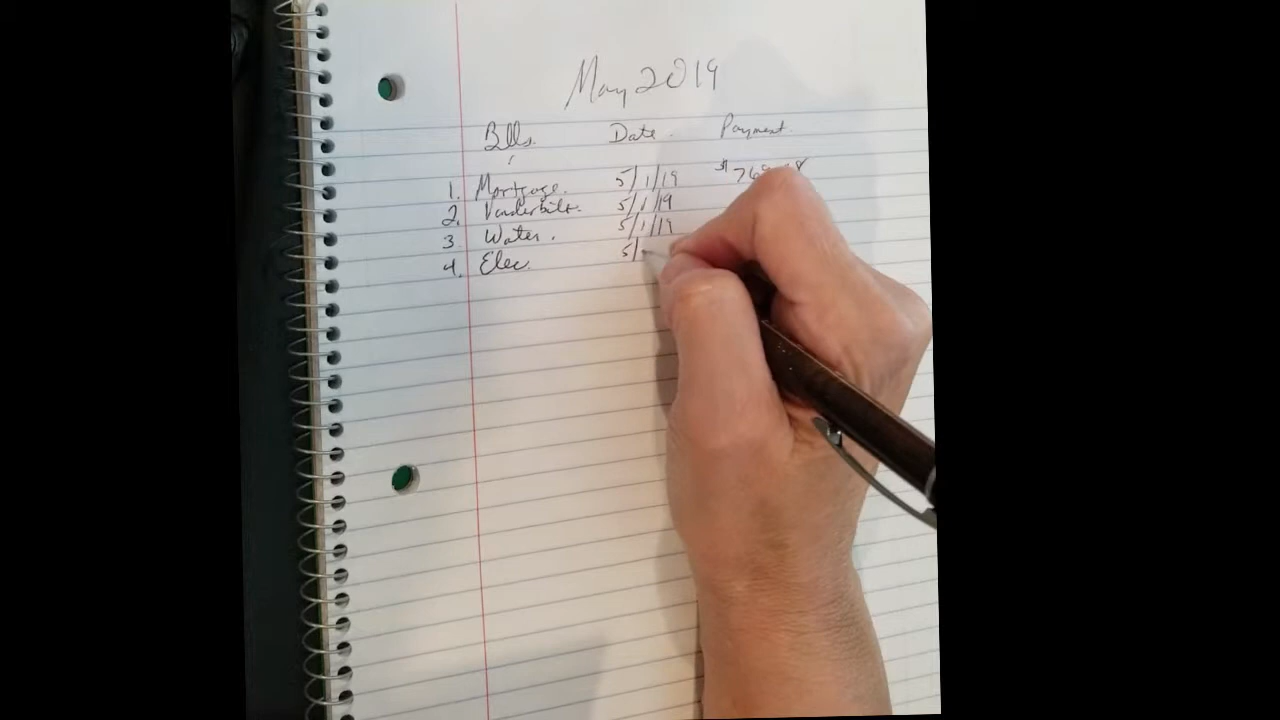 May 2019
Bills. Date. Payment.
1. Mortgage. 5/1/19 $
2. Vanderbilt. 5/1/19
3. Water. 5/1/19
4. Elec. 5/